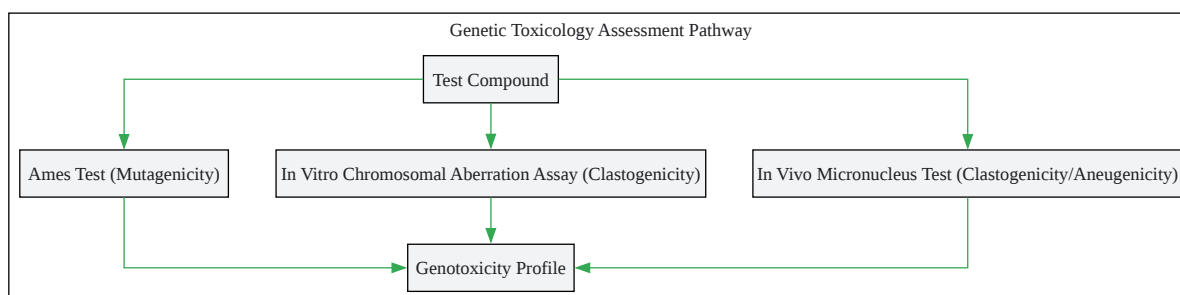 Genetic Toxicology Assessment Pathway
Test Compound
Ames Test (Mutagenicity)
In Vitro Chromosomal Aberration Assay (Clastogenicity)
In Vivo Micronucleus Test (Clastogenicity/Aneugenicity)
Genotoxicity Profile